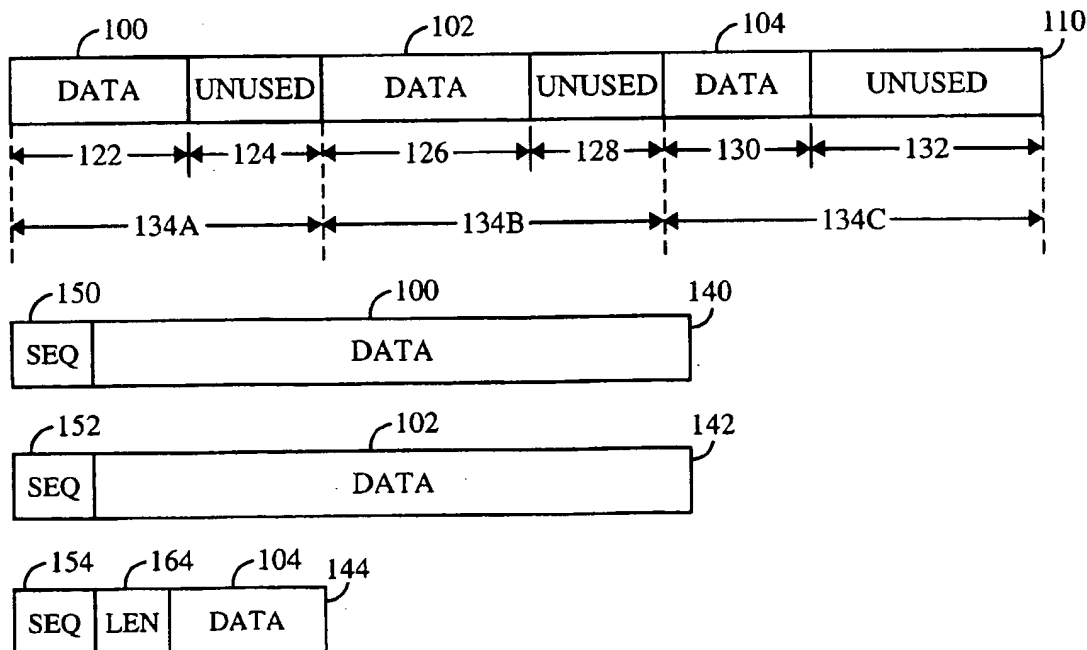 100 102 104 110
DATA UNUSED DATA UNUSED DATA UNUSED
122 124 126 128 130 132
134A 134B 134C
150 100 140
SEQ DATA
152 102 142
SEQ DATA
154 164 104 144
SEQ LEN DATA